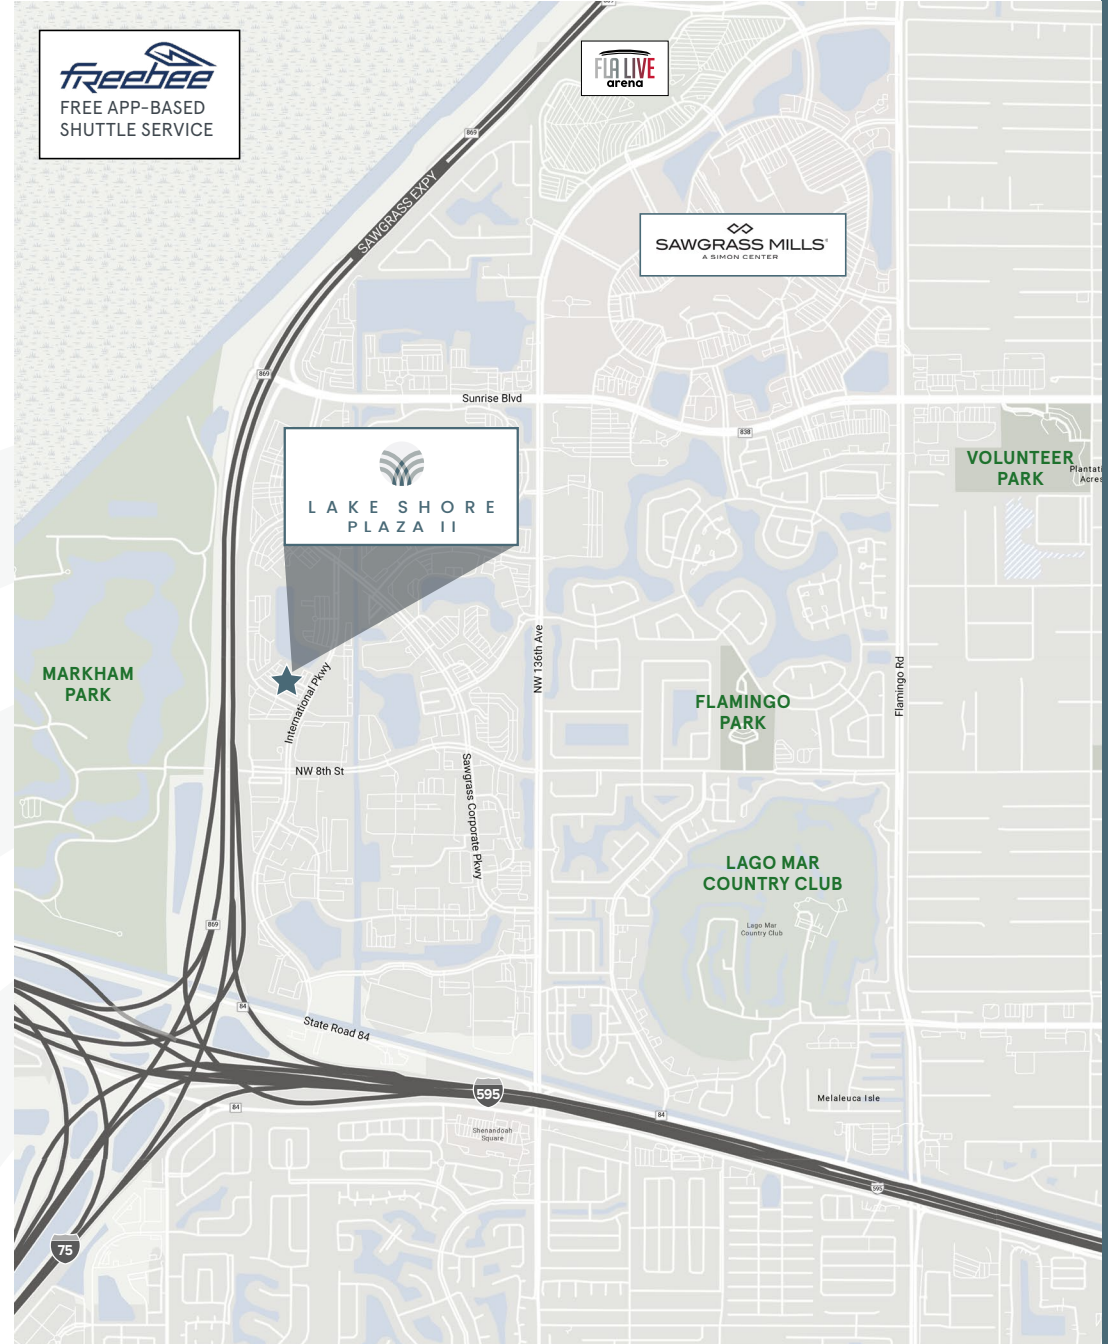 freebee
FREE APP-BASED
SHUTTLE SERVICE
FLA LIVE
arena
869
SAWGRASS EXPY
SAWGRASS MILLS®
A SIMON CENTER
869
Sunrise Blvd
838
VOLUNTEER
PARK
Plantati
Acres
LAKE SHORE
PLAZA II
MARKHAM
PARK
International Pkwy
NW 136th Ave
FLAMINGO
PARK
Flamingo Rd
NW 8th St
Sawgrass Corporate Pkwy
LAGO MAR
COUNTRY CLUB
Lago Mar
Country Club
869
84
State Road 84
595
84
84
Melaleuca Isle
Shenandoah
Square
595
75